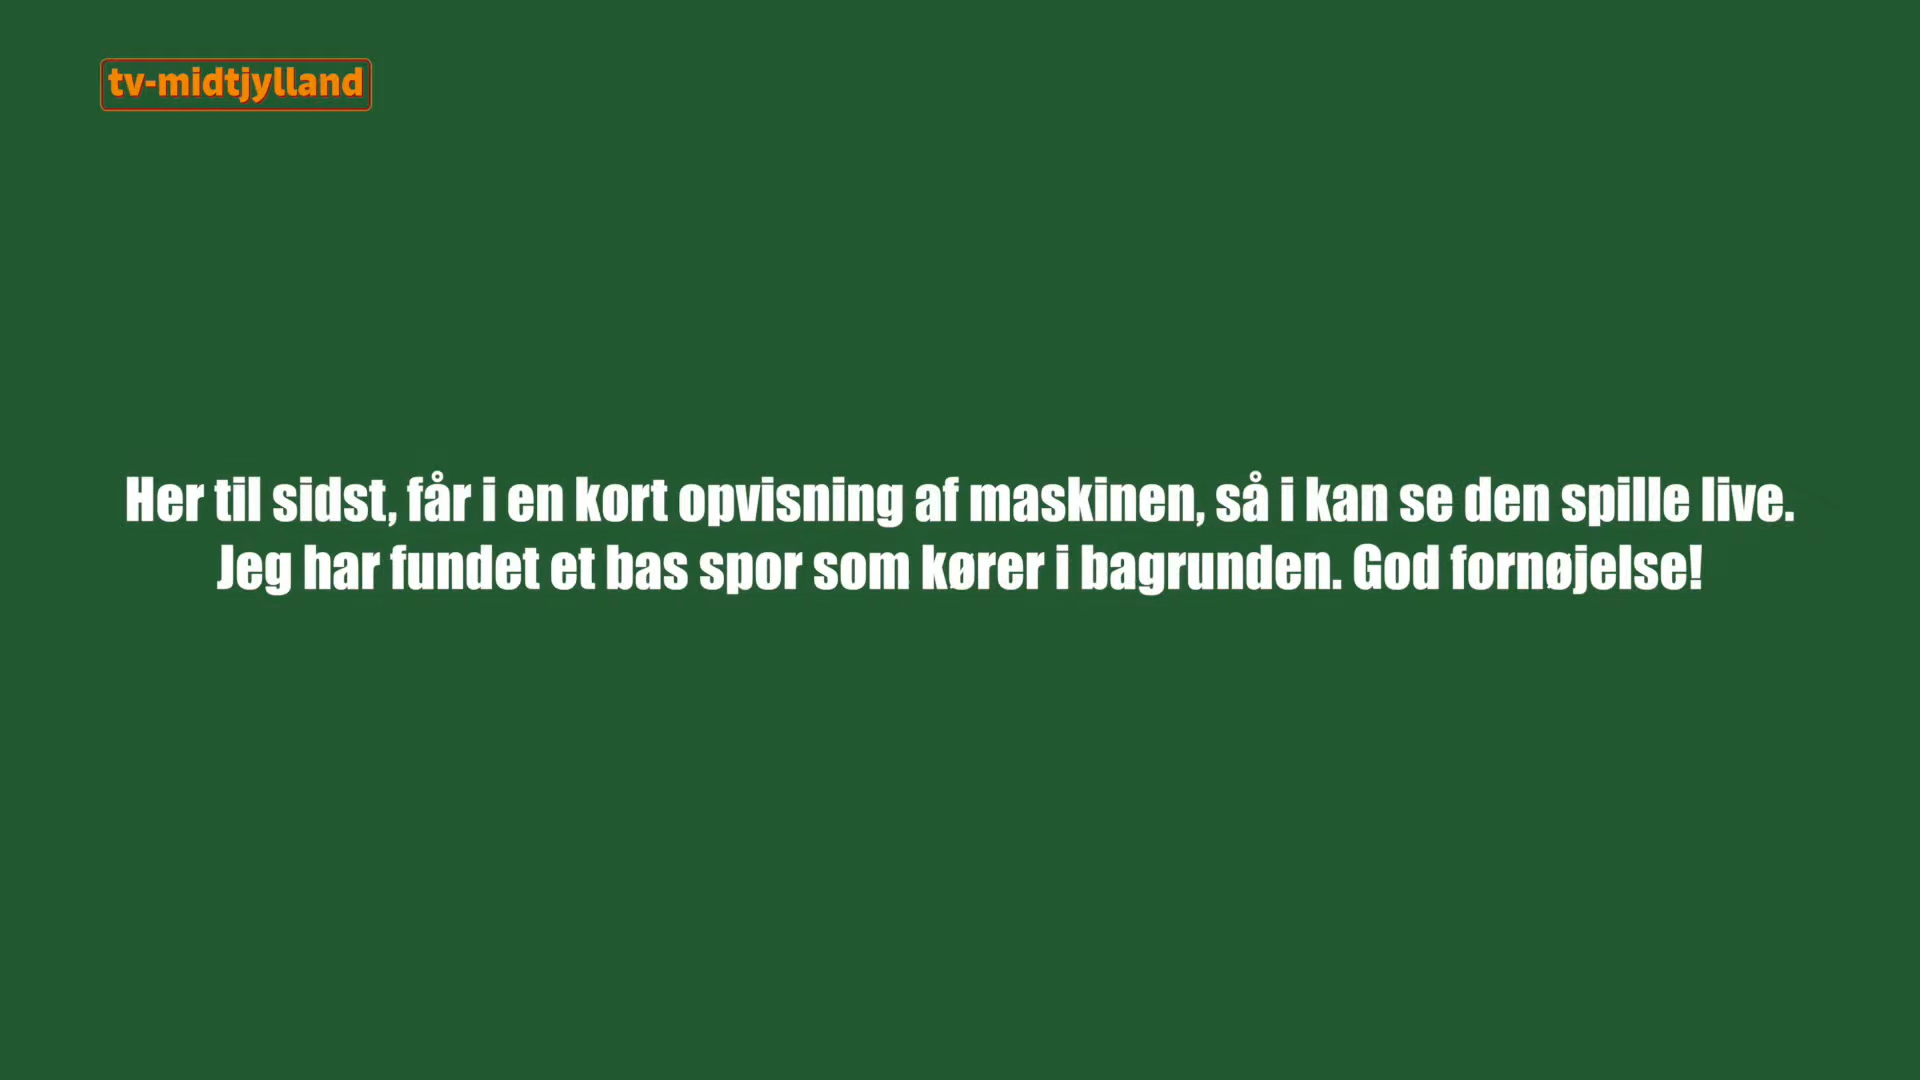 tv-midtjylland
Her til sidst, får i en kort opvisning af maskinen, så i kan se den spille live.
Jeg har fundet et bas spor som kører i bagrunden. God fornøjelse!